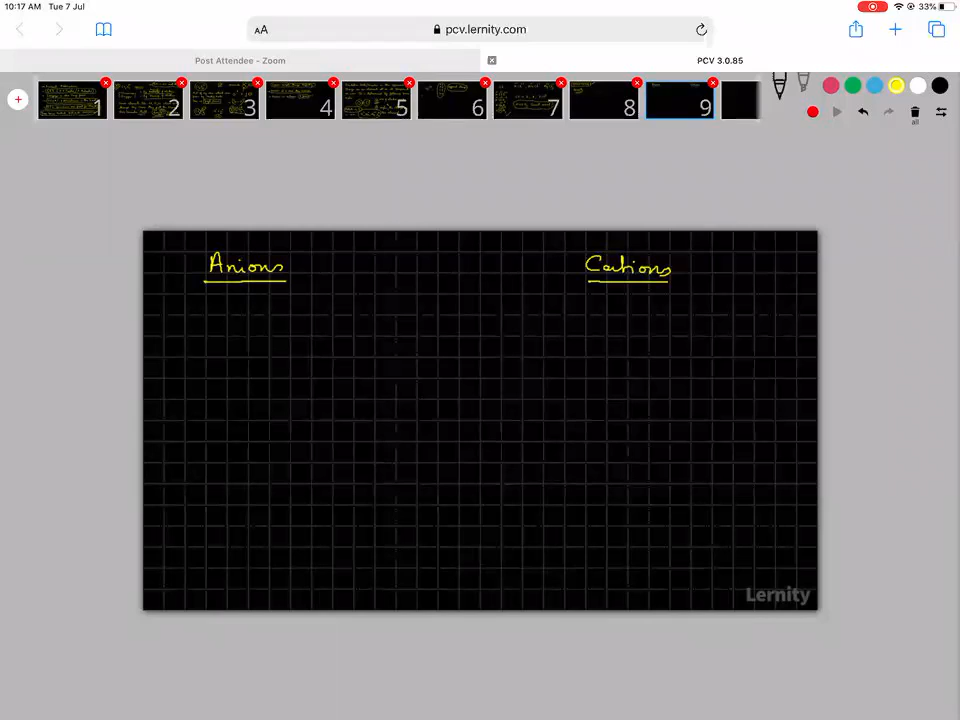 10:17 AM Tue 7 Jul
33%
AA
pcv.lernity.com
Post Attendee - Zoom
PCV 3.0.85
1 2 3 4 5 6 7 8 9
all
Anions Cations
Lernity